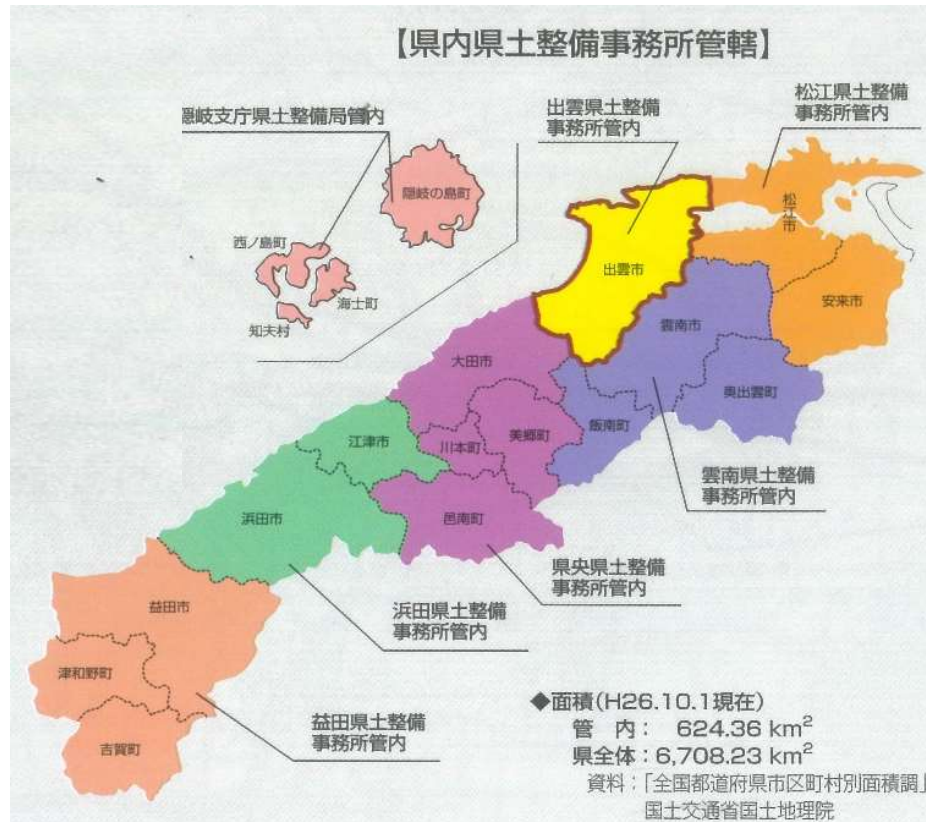 【県内県土整備事務所管轄】
隠岐支庁県土整備局管内
出雲県土整備
事務所管内
松江県土整備
事務所管内
隠岐の島町
西ノ島町
海士町
知夫村
松江市
出雲市
安来市
雲南市
奥出雲町
飯南町
大田市
美郷町
川本町
邑南町
江津市
浜田市
益田市
津和野町
吉賀町
雲南県土整備
事務所管内
県央県土整備
事務所管内
浜田県土整備
事務所管内
益田県土整備
事務所管内
◆面積(H26.10.1現在)
管 内: 624.36 km²
県全体:6,708.23 km²
資料:「全国都道府県市区町村別面積調」
国土交通省国土地理院